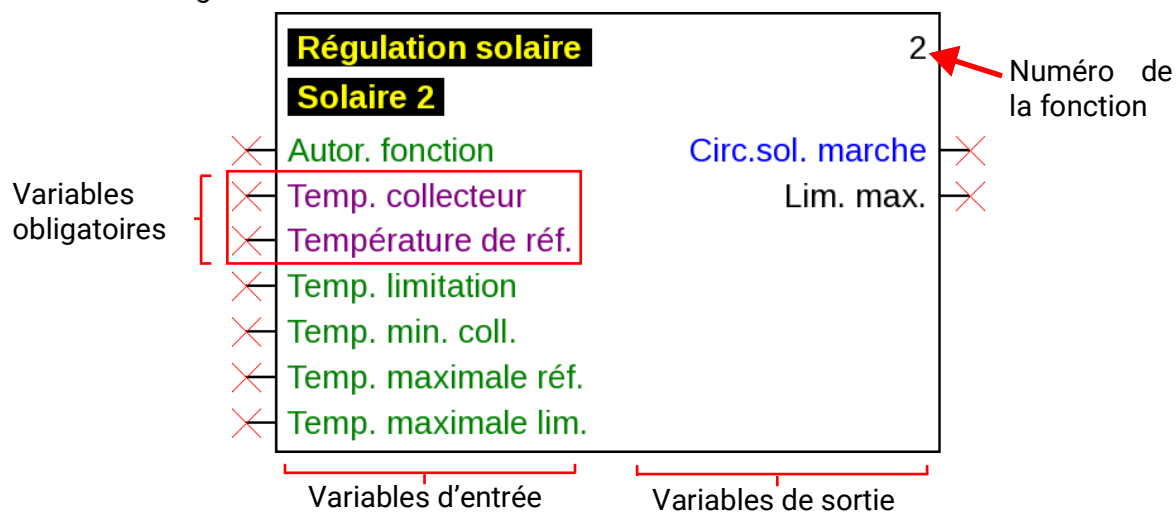 Régulation solaire 2
Solaire 2
Numéro de
la fonction
Autor. fonction Circ.sol. marche
Variables
obligatoires
Temp. collecteur Lim. max.
Température de réf.
Temp. limitation
Temp. min. coll.
Temp. maximale réf.
Temp. maximale lim.
Variables d’entrée Variables de sortie